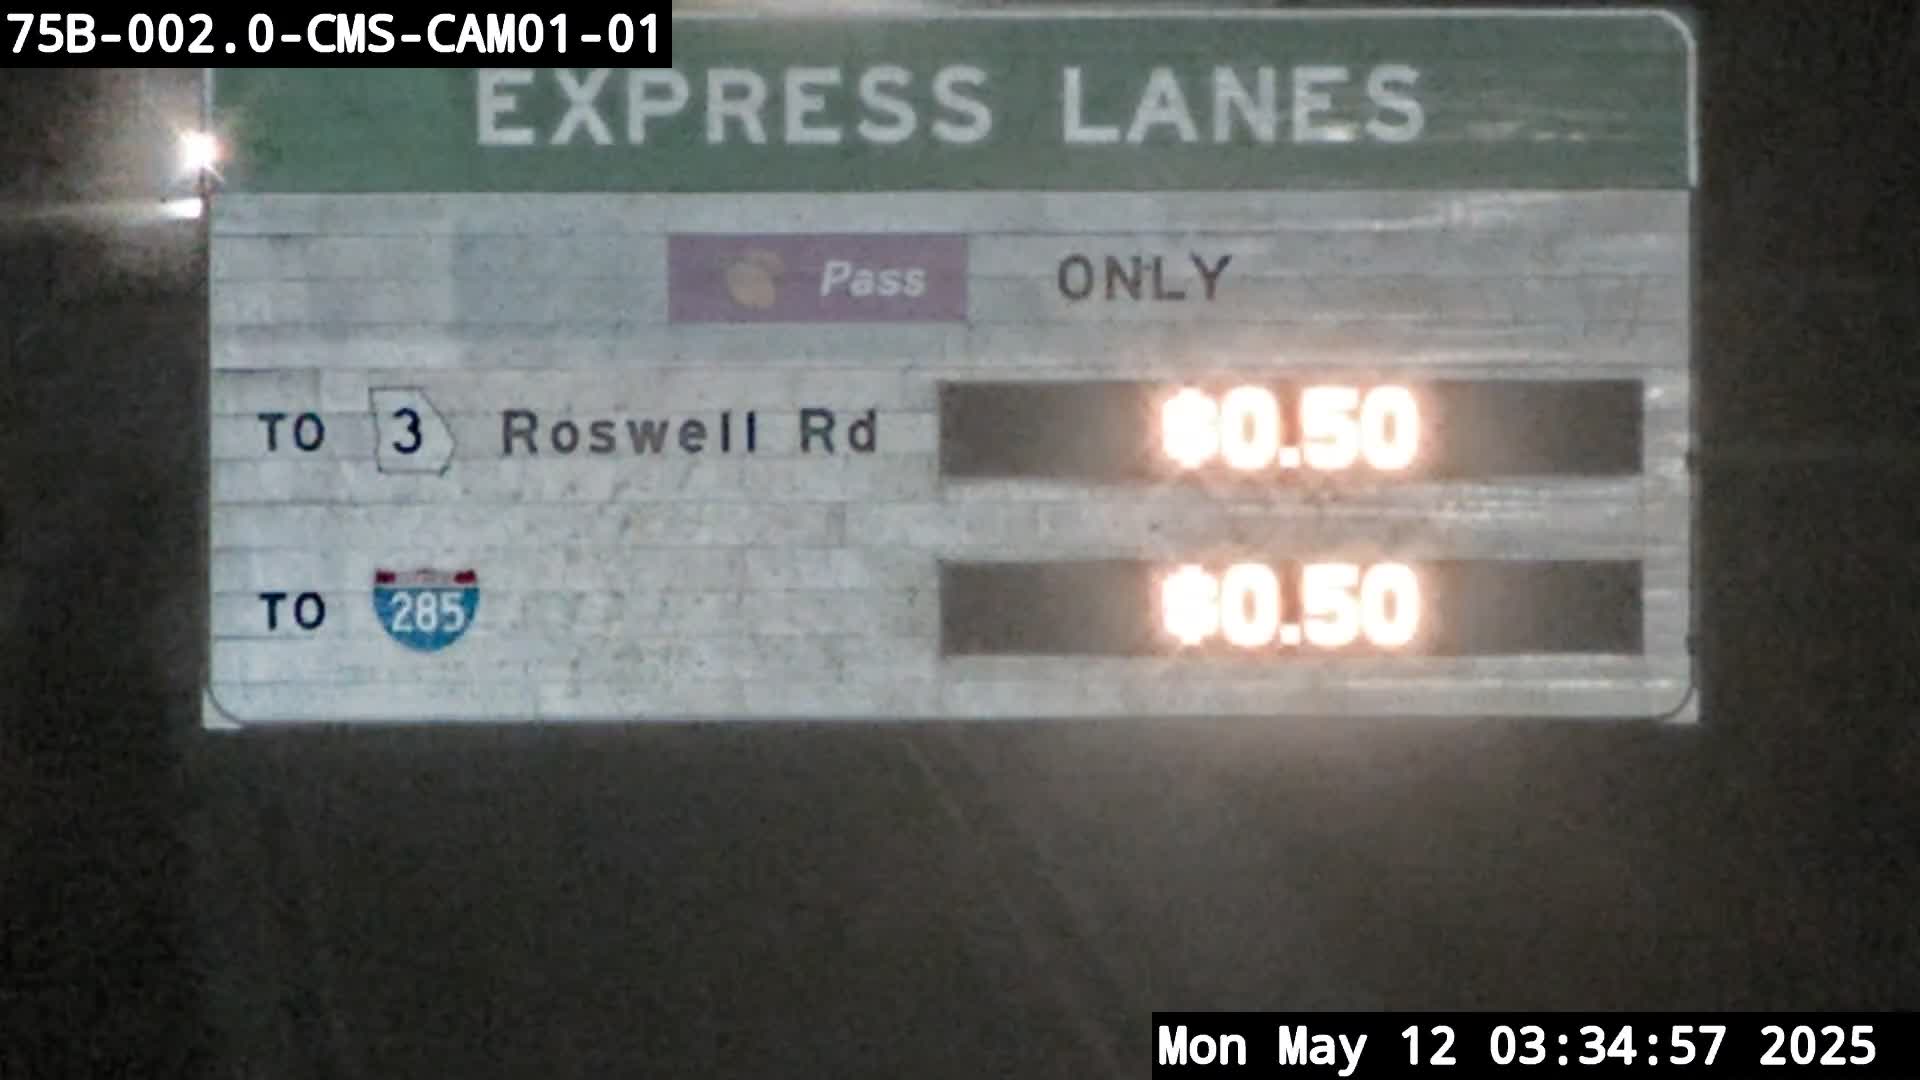 75B-002.0-CMS-CAM01-01
EXPRESS LANES
Pass ONLY
TO 3 Roswell Rd $0.50
TO 285 $0.50
Mon May 12 03:34:57 2025